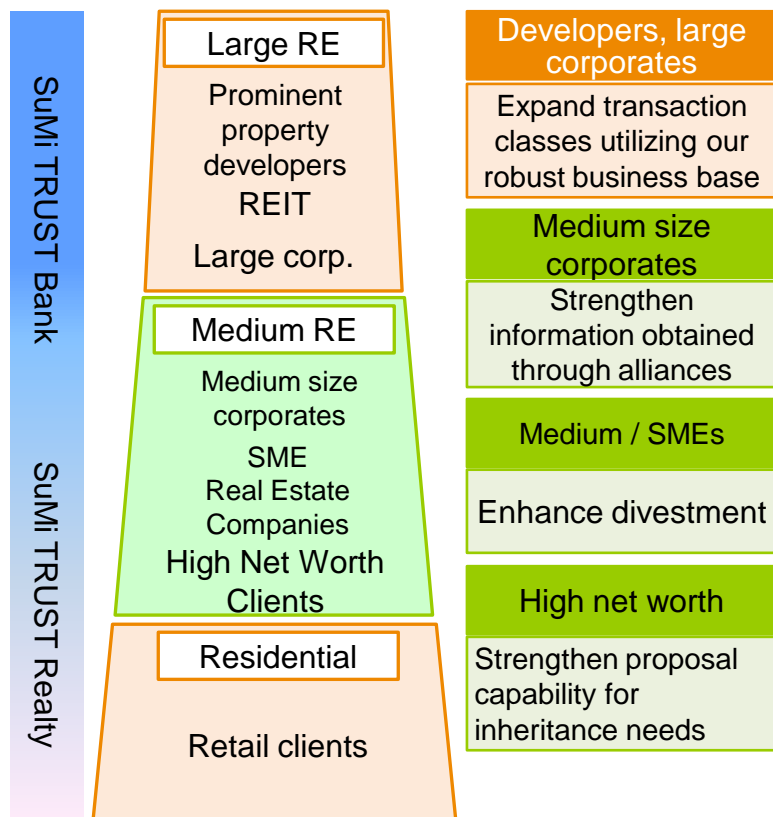 SuMi TRUST Bank
SuMi TRUST Realty
Large RE
Prominent
property
developers
REIT
Large corp.
Medium RE
Medium size
corporates
SME
Real Estate
Companies
High Net Worth
Clients
Residential
Retail clients
Developers, large
corporates
Expand transaction
classes utilizing our
robust business base
Medium size
corporates
Strengthen
information obtained
through alliances
Medium / SMEs
Enhance divestment
High net worth
Strengthen proposal
capability for
inheritance needs